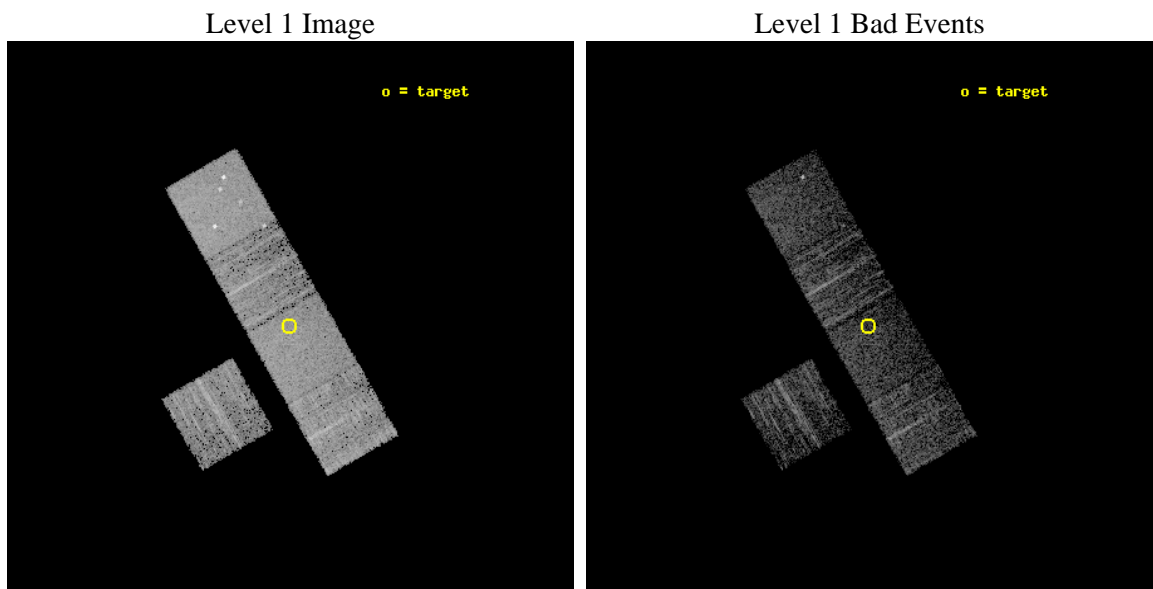 Level 1 Image
Level 1 Bad Events
o = target
o = target